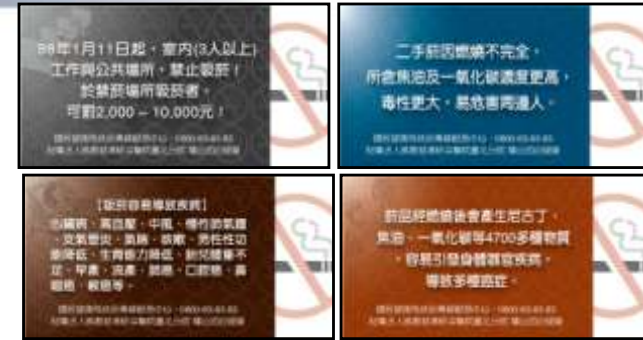 98年1月11日起，室內(3人以上)
工作與公共場所，禁止吸菸！
於禁菸場所吸菸者，
可罰2,000 – 10,000元！
二手菸因燃燒不完全，
所含焦油及一氧化碳濃度更高，
毒性更大，易危害周邊人。
【吸菸容易導致疾病】
心臟病、高血壓、中風、慢性肺氣腫
、支氣管炎、氣喘、咳嗽、男性性功
能降低、生育能力降低、胎兒體重不
足、早產、流產、肺癌、口腔癌、鼻
咽癌、喉癌等。
菸品經燃燒後會產生尼古丁、
焦油、一氧化碳等4700多種物質
，容易引發身體器官疾病，
導致多種癌症。